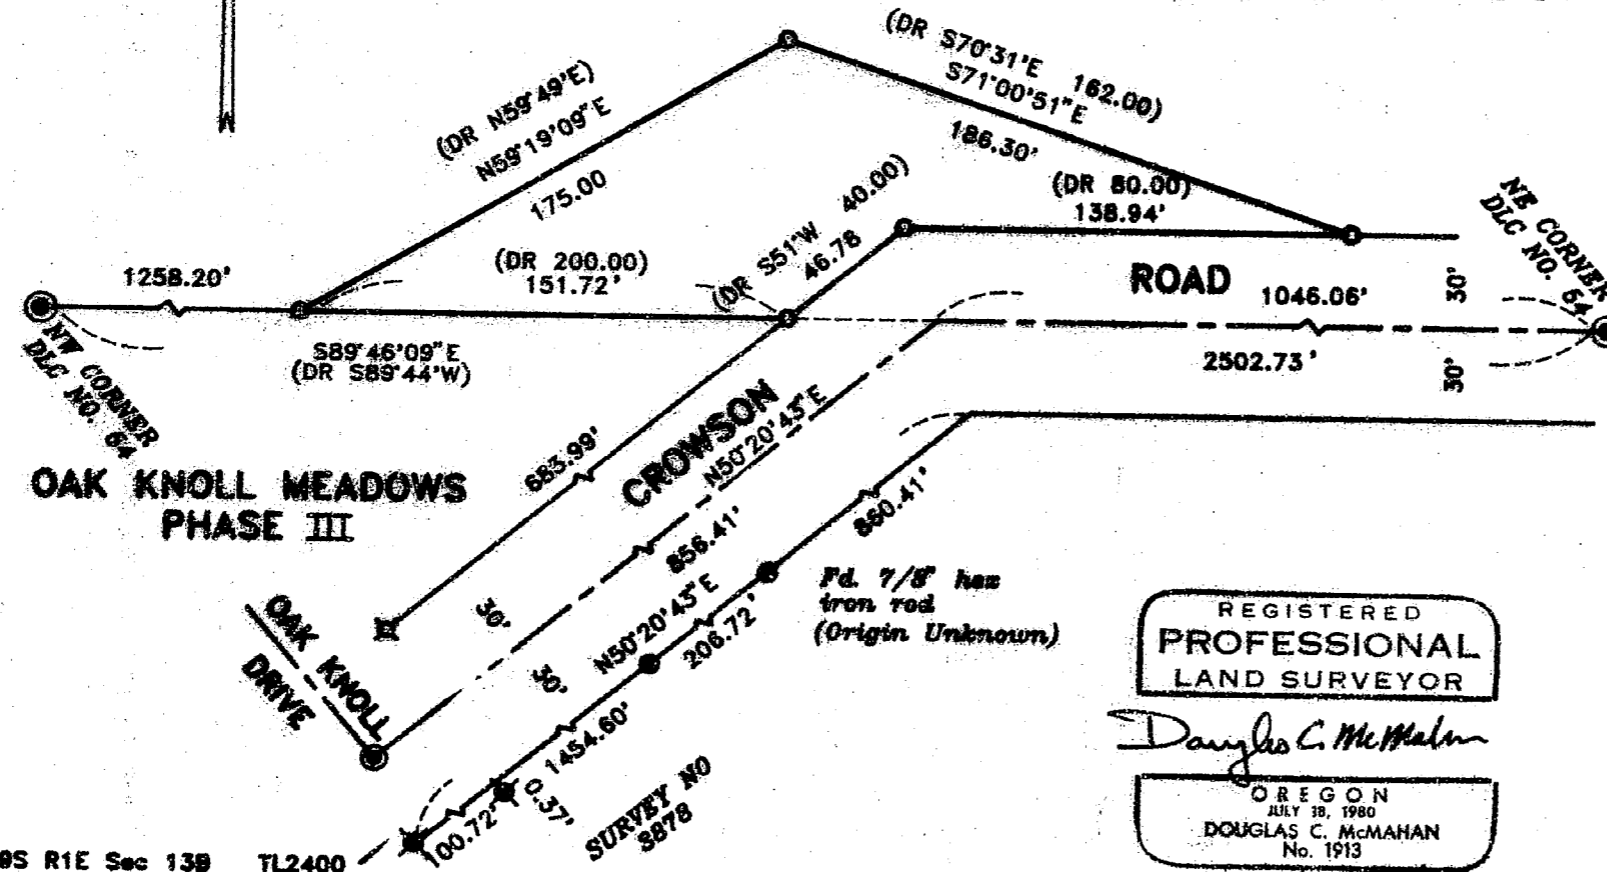 (DR S70°31'E 162.00)
S71°00'51"E
186.30'
(DR N59°49'E)
N59°19'09"E
175.00
(DR 80.00)
138.94'
(DR S51°W 40.00)
46.78
NE CORNER
DLC NO. 64
1258.20'
(DR 200.00)
151.72'
ROAD
1046.06'
30'
2502.73'
30'
S89°46'09"E
(DR S89°44'W)
NW CORNER
DLC NO. 64
OAK KNOLL MEADOWS
PHASE III
683.99'
CROWSON
N50°20'43"E
856.41'
860.41'
Fd. 7/8" hex
iron rod
(Origin Unknown)
30'
OAK KNOLL
DRIVE
N50°20'43"E
206.72'
1454.60'
0.37'
100.72'
SURVEY NO
3878
REGISTERED
PROFESSIONAL
LAND SURVEYOR
Douglas C. McMahan
OREGON
JULY 18, 1980
DOUGLAS C. McMAHAN
No. 1913
9S R1E Sec 13B TL2400